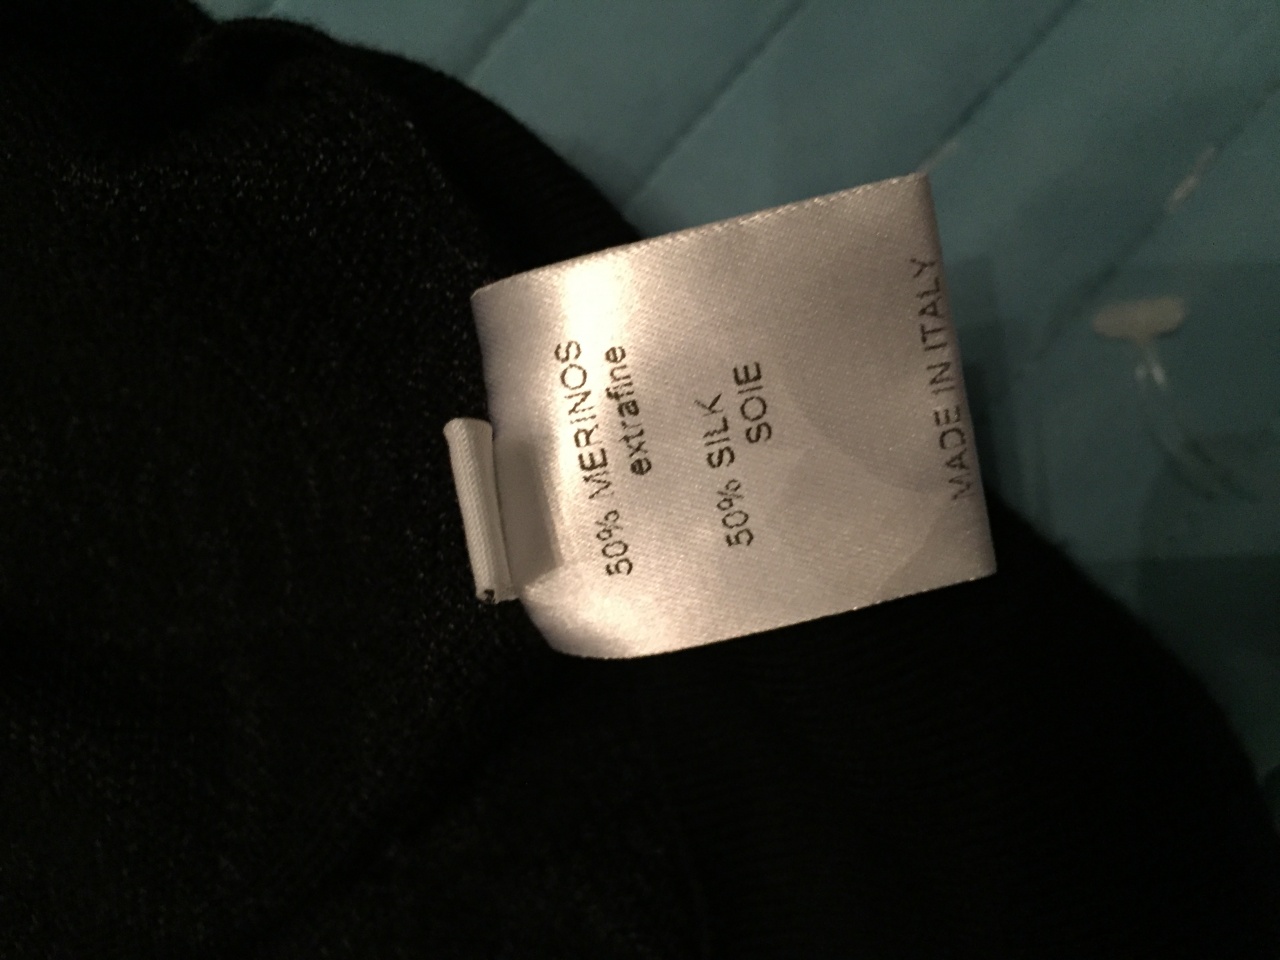 50% MERINOS
extrafine
50% SILK
SOIE
MADE IN ITALY